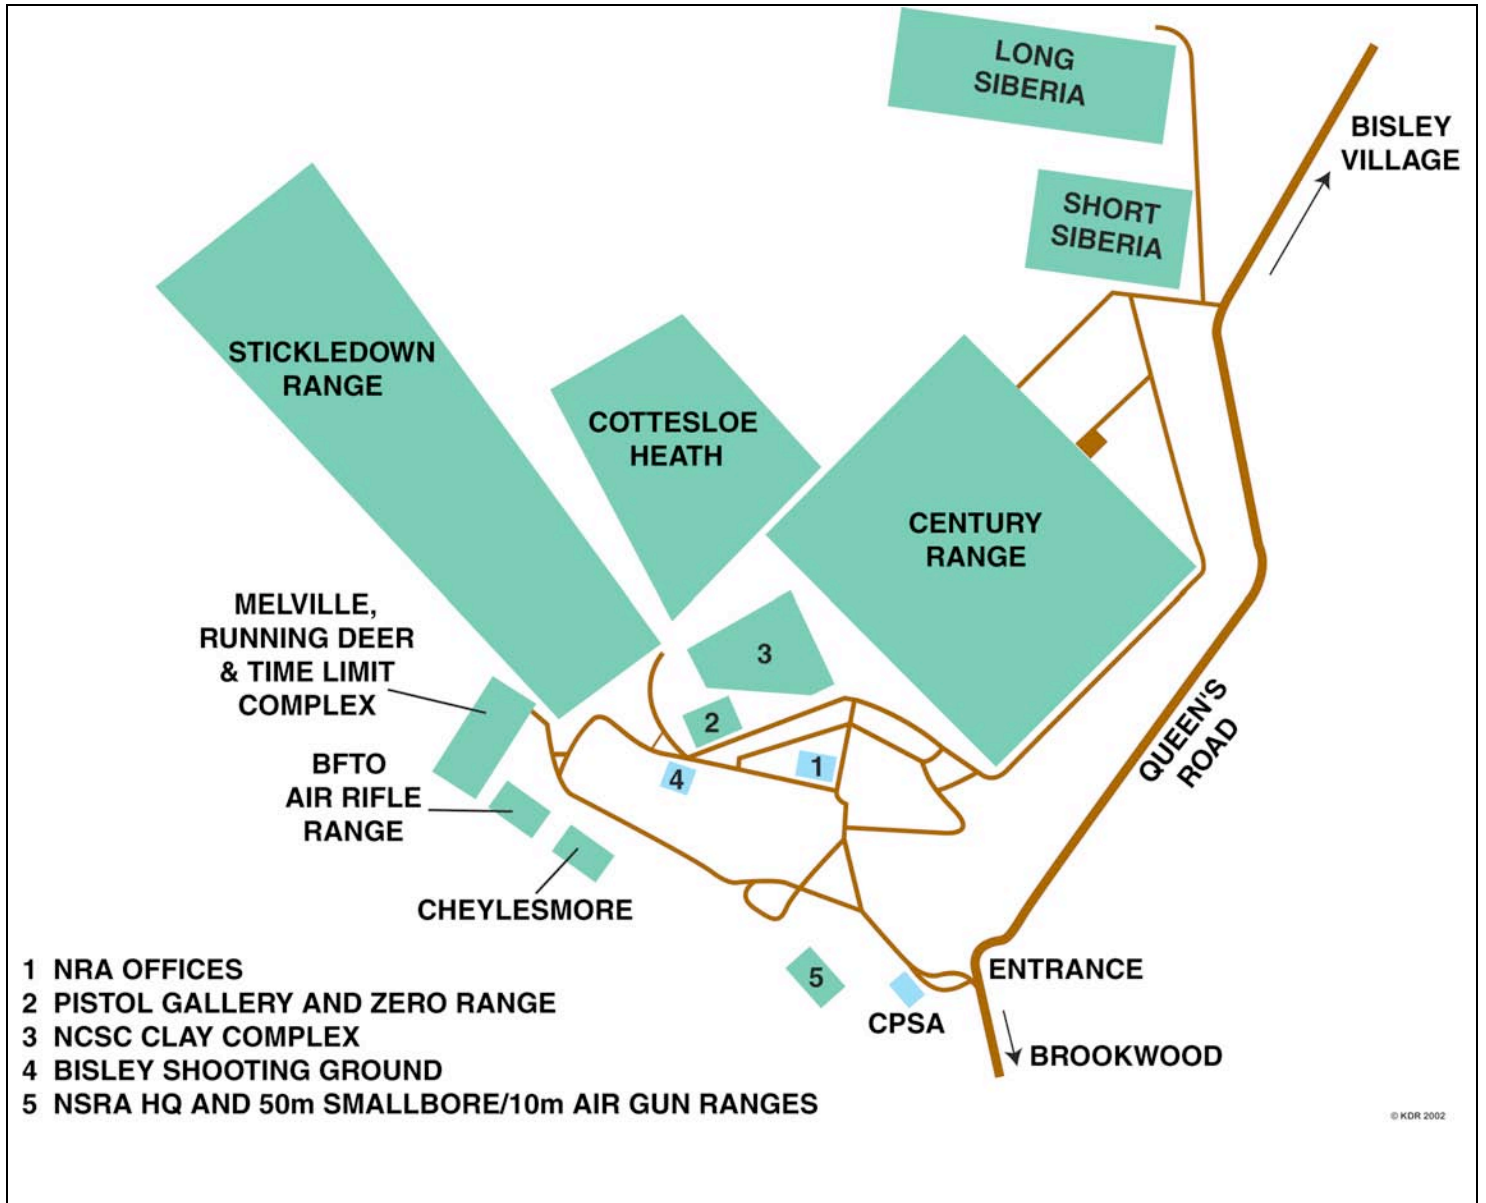 LONG
SIBERIA
BISLEY
VILLAGE
SHORT
SIBERIA
STICKLEDOWN
RANGE
COTTESLOE
HEATH
CENTURY
RANGE
MELVILLE,
RUNNING DEER
& TIME LIMIT
COMPLEX
3
2
1
4
QUEEN'S
ROAD
BFTO
AIR RIFLE
RANGE
CHEYLESMORE
5
ENTRANCE
CPSA
BROOKWOOD
1 NRA OFFICES
2 PISTOL GALLERY AND ZERO RANGE
3 NCSC CLAY COMPLEX
4 BISLEY SHOOTING GROUND
5 NSRA HQ AND 50m SMALLBORE/10m AIR GUN RANGES
© KDR 2002